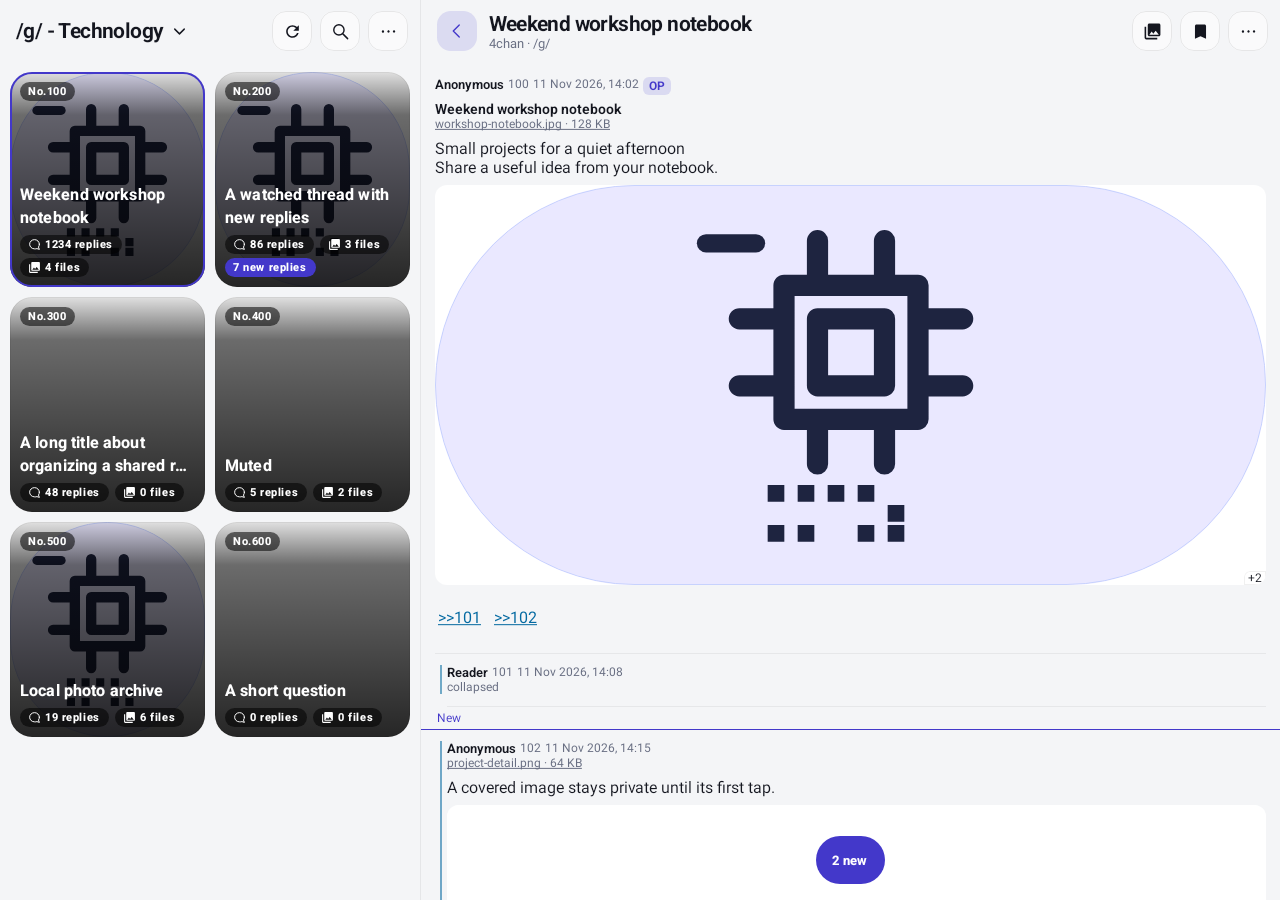 /g/ - Technology
No.100
Weekend workshop
notebook
1234 replies
4 files
No.200
A watched thread with
new replies
86 replies
3 files
7 new replies
No.300
A long title about
organizing a shared r…
48 replies
0 files
No.400
Muted
5 replies
2 files
No.500
Local photo archive
19 replies
6 files
No.600
A short question
0 replies
0 files
Weekend workshop notebook
4chan · /g/
Anonymous 100 11 Nov 2026, 14:02 OP
Weekend workshop notebook
workshop-notebook.jpg · 128 KB
Small projects for a quiet afternoon
Share a useful idea from your notebook.
+2
>>101 >>102
Reader 101 11 Nov 2026, 14:08
collapsed
New
Anonymous 102 11 Nov 2026, 14:15
project-detail.png · 64 KB
A covered image stays private until its first tap.
2 new